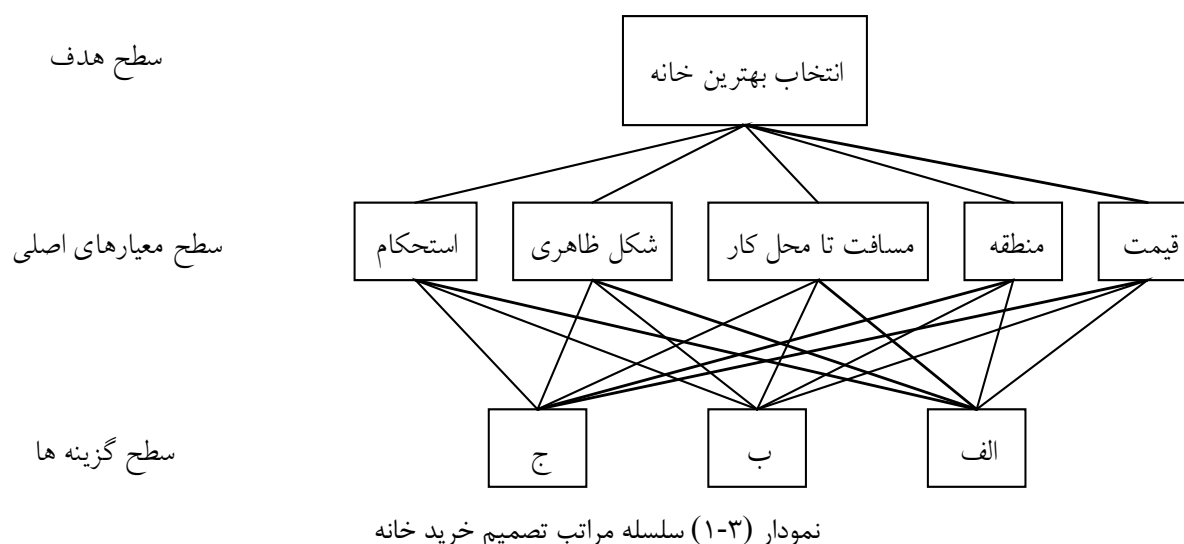 سطح هدف
انتخاب بهترین خانه
سطح معیارهای اصلی
قیمت
منطقه
مسافت تا محل کار
شکل ظاهری
استحکام
سطح گزینه ها
الف
ب
ج
نمودار (۳-۱) سلسله مراتب تصمیم خرید خانه